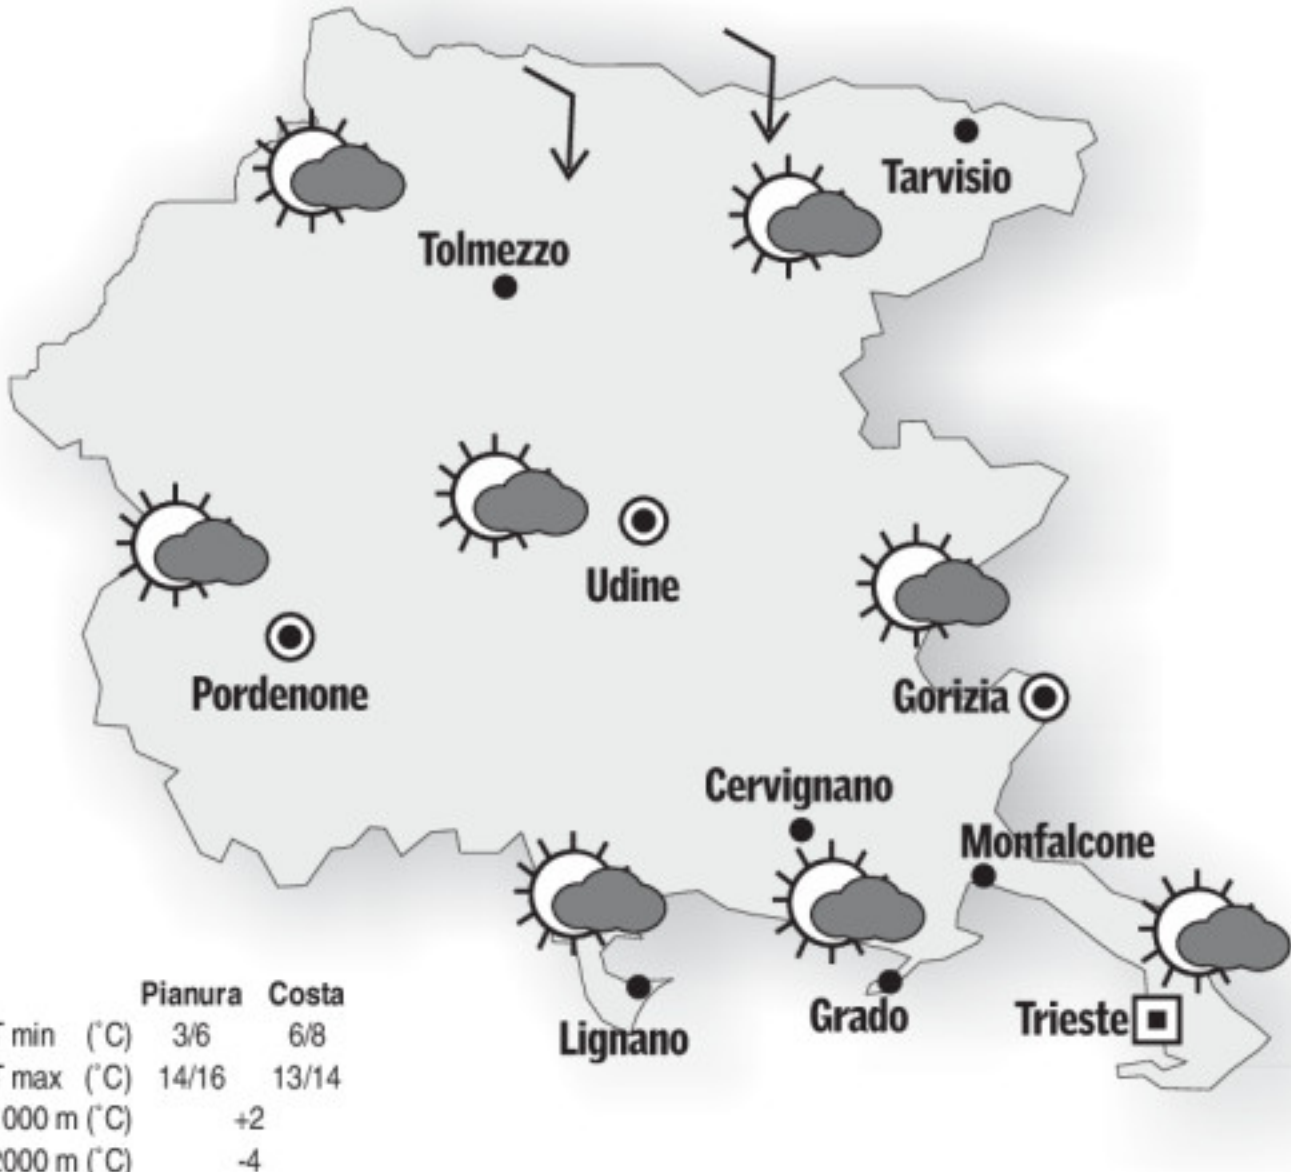 Tarvisio
Tolmezzo
Udine
Pordenone
Gorizia
Cervignano
Monfalcone
Grado
Trieste
Lignano
Pianura Costa
min (°C) 3/6 6/8
max (°C) 14/16 13/14
000 m (°C) +2
2000 m (°C) -4